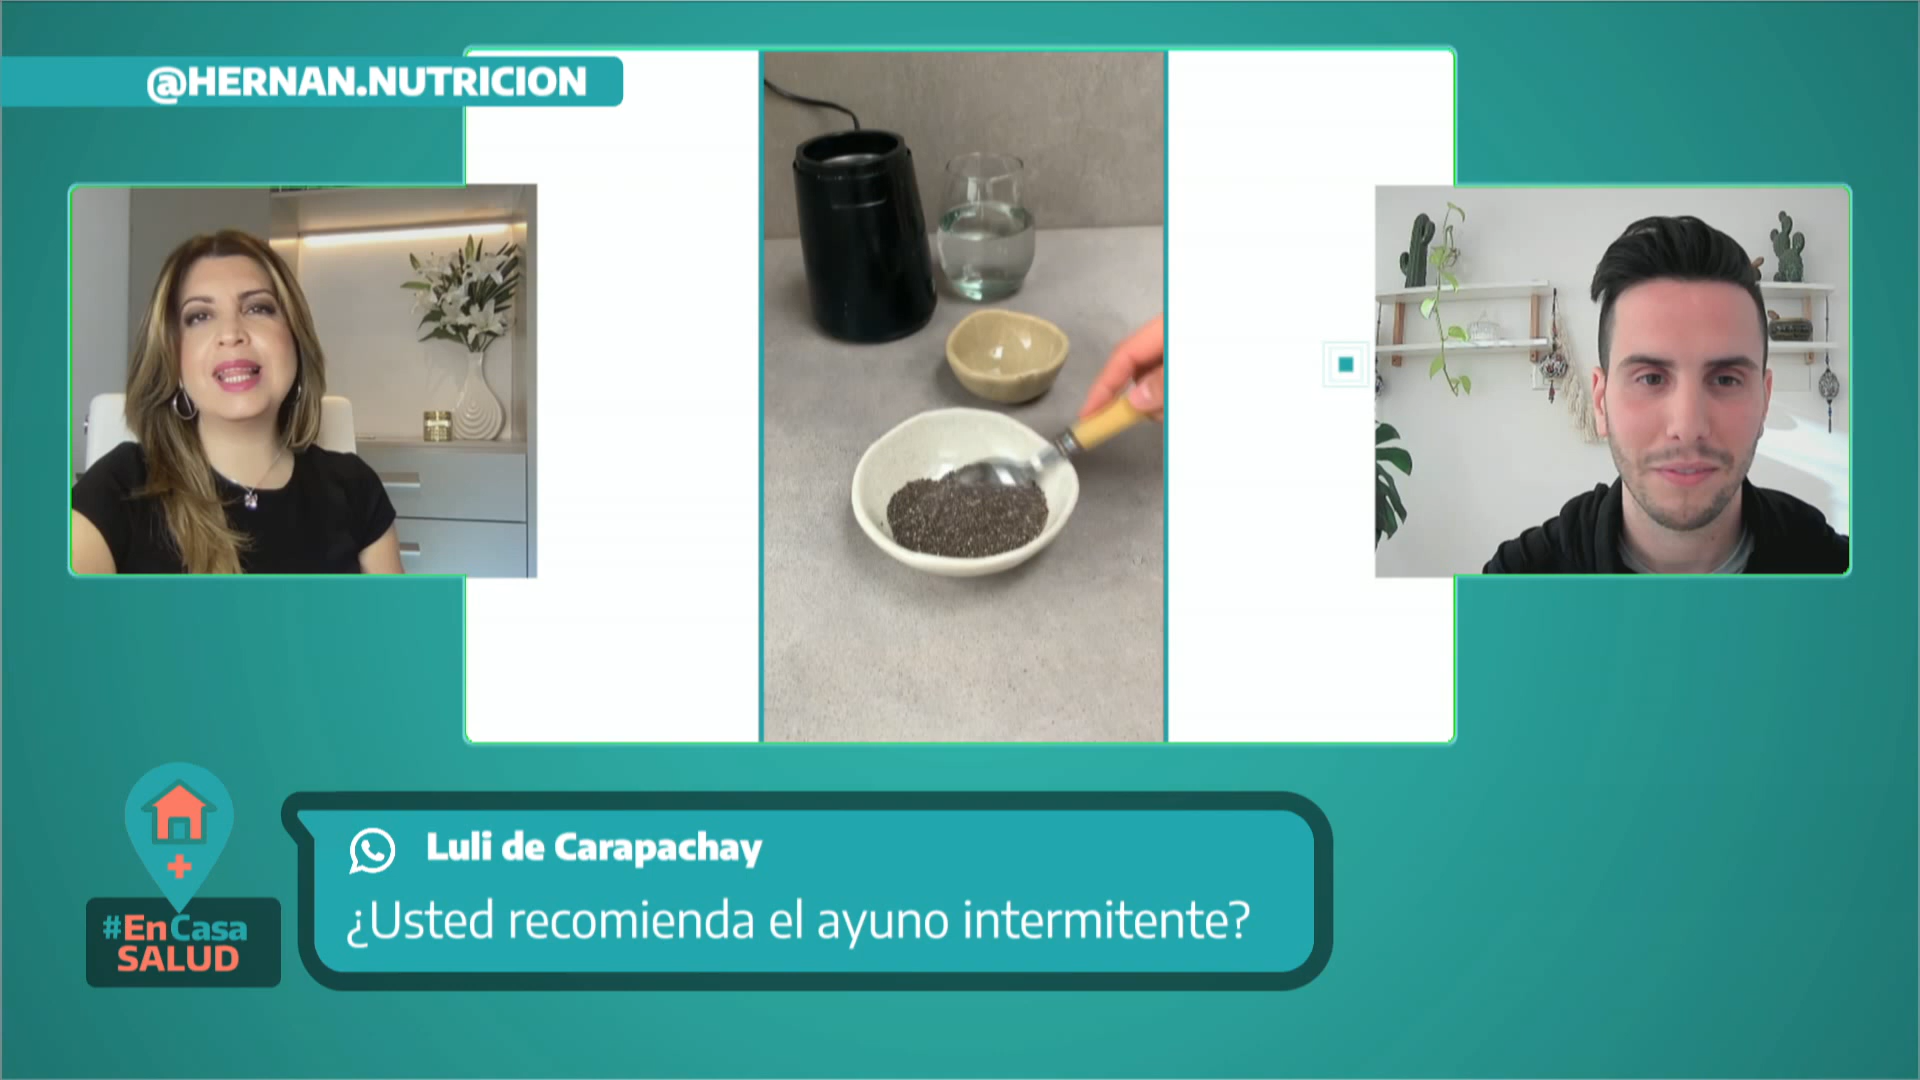 @HERNAN.NUTRICION
Luli de Carapachay
¿Usted recomienda el ayuno intermitente?
#EnCasa
SALUD